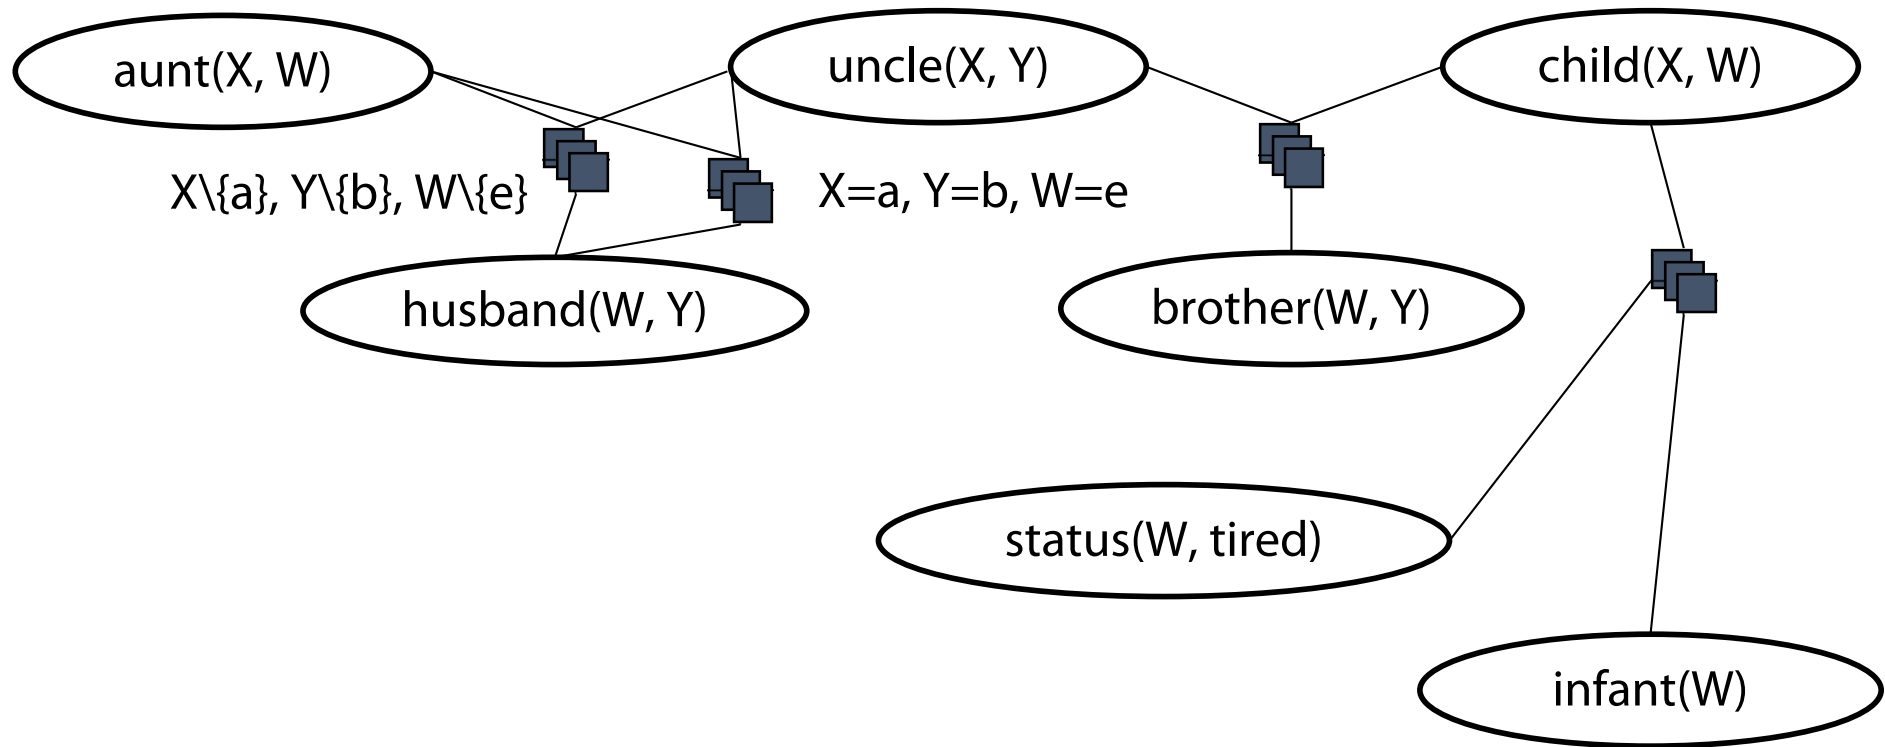 aunt(X, W)
uncle(X, Y)
child(X, W)
X\{a}, Y\{b}, W\{e}
X=a, Y=b, W=e
husband(W, Y)
brother(W, Y)
status(W, tired)
infant(W)